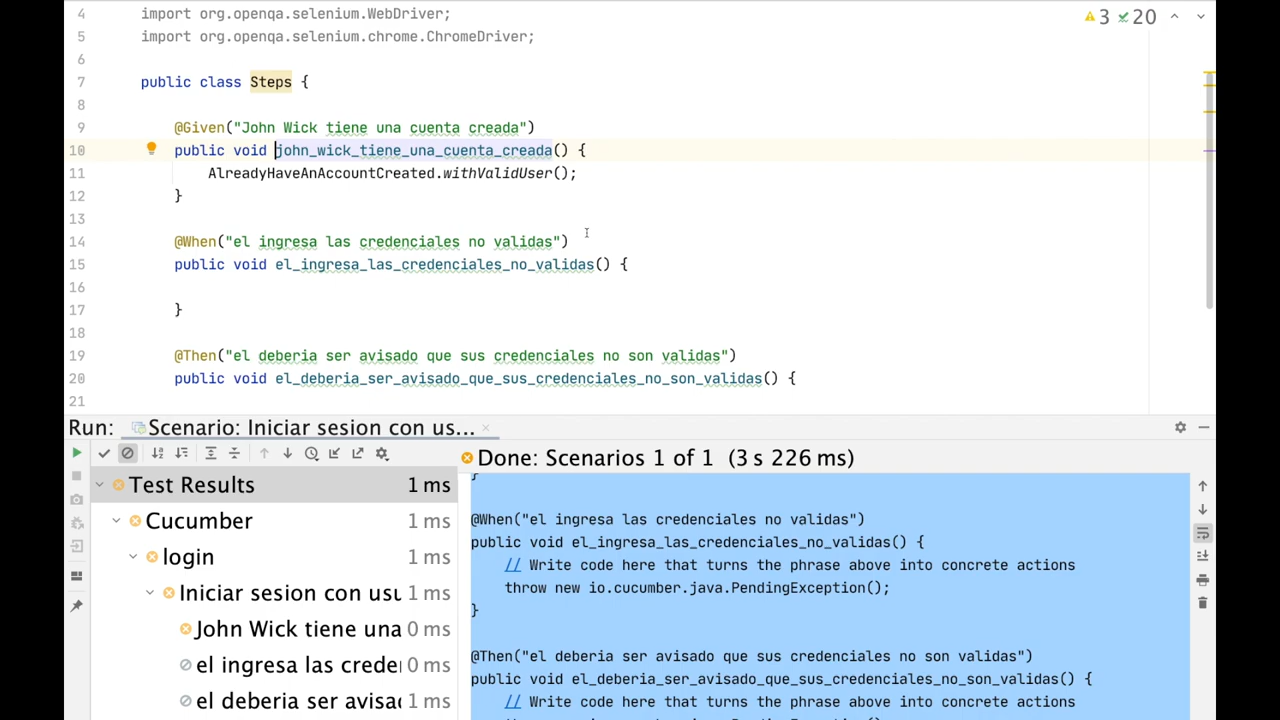 4 import org.openqa.selenium.WebDriver;
5 import org.openqa.selenium.chrome.ChromeDriver;
6
7 public class Steps {
8
9 @Given("John Wick tiene una cuenta creada")
10 public void john_wick_tiene_una_cuenta_creada() {
11 AlreadyHaveAnAccountCreated.withValidUser();
12 }
13
14 @When("el ingresa las credenciales no validas")
15 public void el_ingresa_las_credenciales_no_validas() {
16
17 }
18
19 @Then("el deberia ser avisado que sus credenciales no son validas")
20 public void el_deberia_ser_avisado_que_sus_credenciales_no_son_validas() {
21
3 20
Run: Scenario: Iniciar sesion con us...
Done: Scenarios 1 of 1 (3 s 226 ms)
Test Results 1 ms
Cucumber 1 ms
login 1 ms
Iniciar sesion con usu 1 ms
John Wick tiene una 0 ms
el ingresa las crede 0 ms
el deberia ser avisa 1 ms
}
@When("el ingresa las credenciales no validas")
public void el_ingresa_las_credenciales_no_validas() {
// Write code here that turns the phrase above into concrete actions
throw new io.cucumber.java.PendingException();
}
@Then("el deberia ser avisado que sus credenciales no son validas")
public void el_deberia_ser_avisado_que_sus_credenciales_no_son_validas() {
// Write code here that turns the phrase above into concrete actions